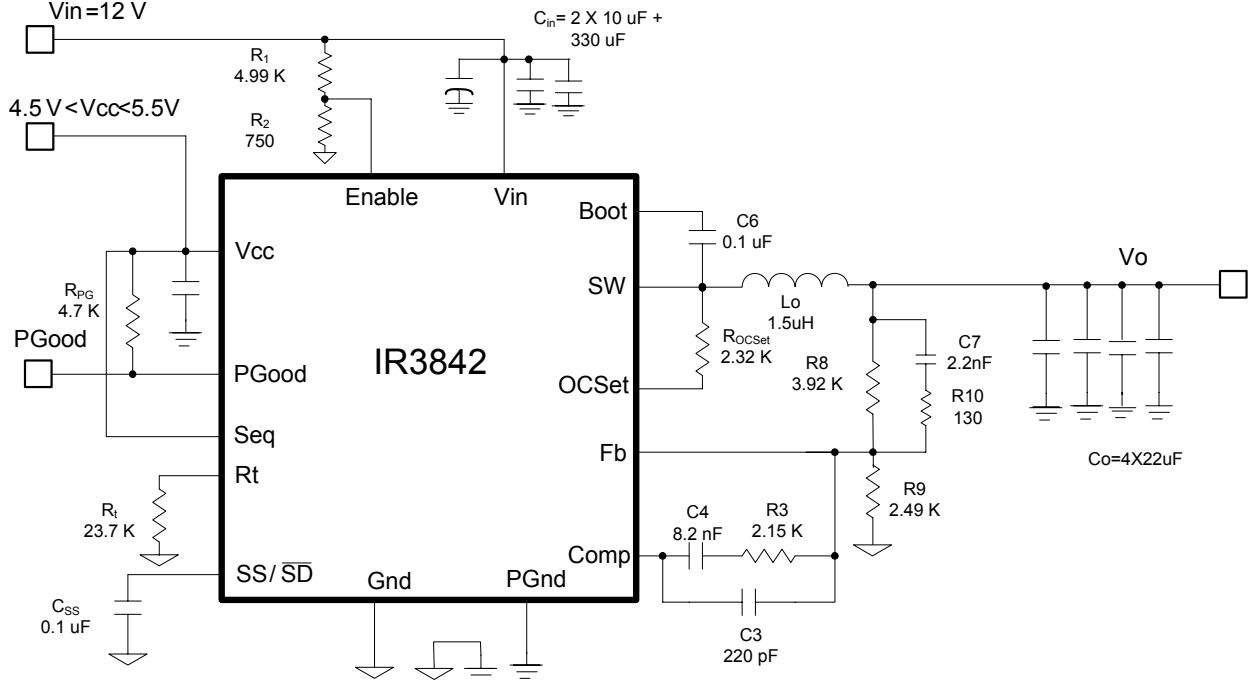 Vin=12 V
C_in= 2 X 10 uF +
330 uF
R_1
4.99 K
4.5 V<Vcc<5.5V
R_2
750
Enable
Vin
Boot
C6
0.1 uF
Vcc
Vo
SW
R_PG
4.7 K
Lo
1.5uH
PGood
R_OCSet
2.32 K
C7
2.2nF
R8
3.92 K
IR3842
PGood
OCSet
R10
130
Seq
Fb
Co=4X22uF
Rt
R_t
23.7 K
R9
2.49 K
C4
8.2 nF
R3
2.15 K
Comp
SS/ S̅D̅
Gnd
PGnd
C_SS
0.1 uF
C3
220 pF